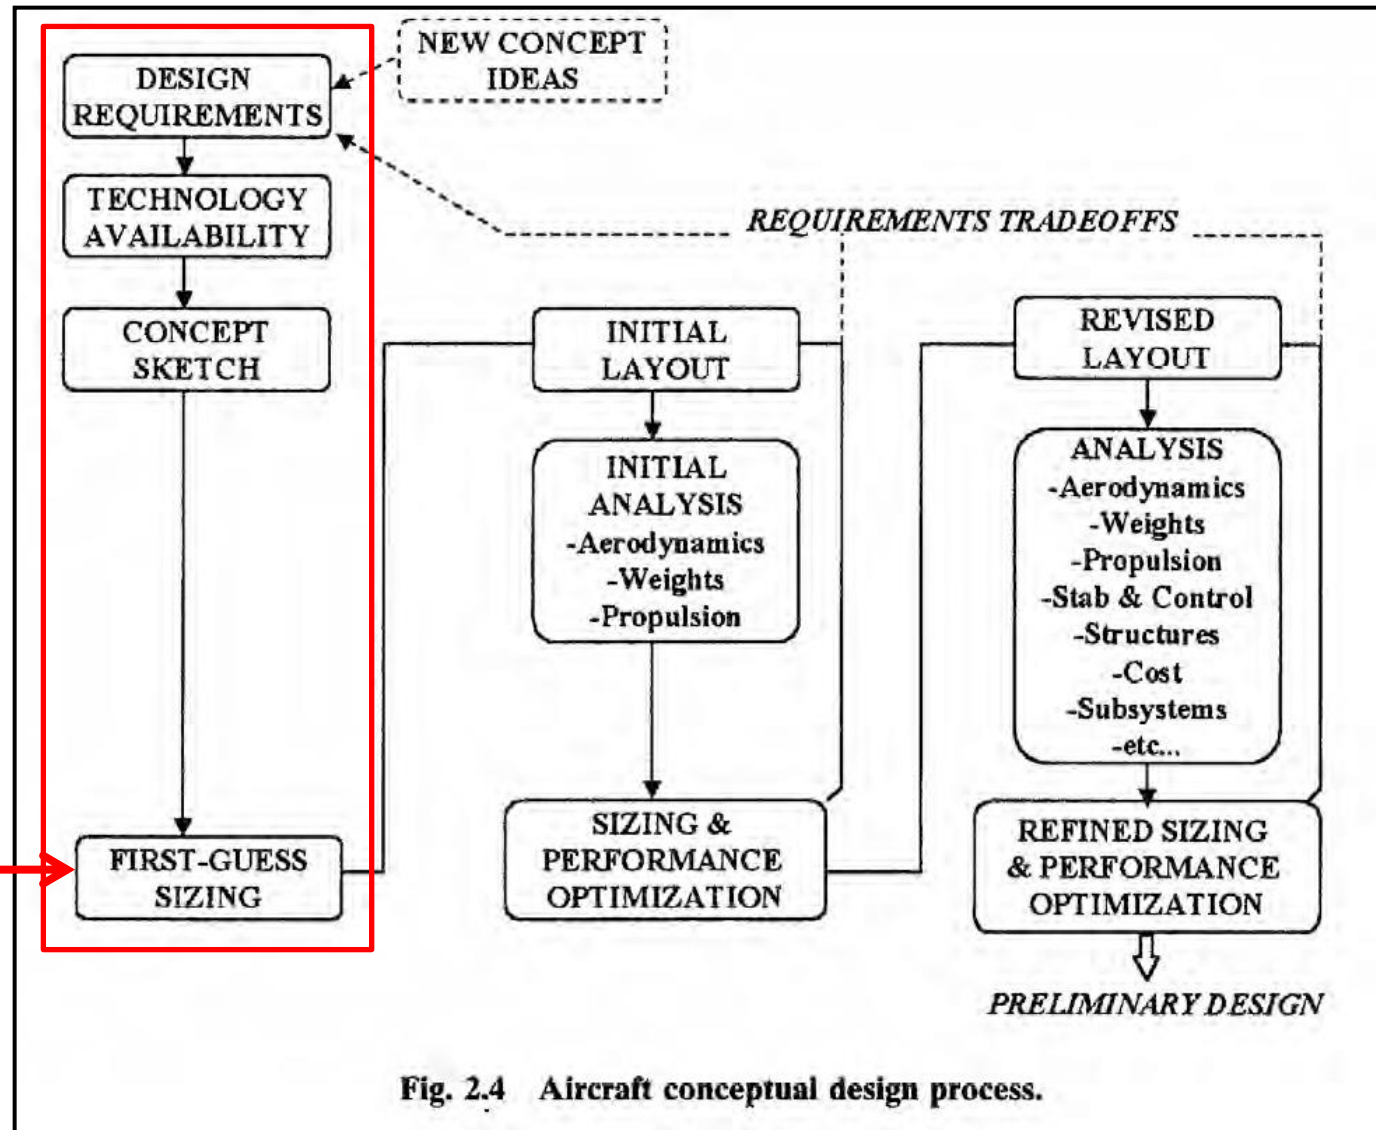 NEW CONCEPT
IDEAS
DESIGN
REQUIREMENTS
TECHNOLOGY
AVAILABILITY
REQUIREMENTS TRADEOFFS
CONCEPT
SKETCH
FIRST-GUESS
SIZING
INITIAL
LAYOUT
INITIAL
ANALYSIS
-Aerodynamics
-Weights
-Propulsion
SIZING &
PERFORMANCE
OPTIMIZATION
REVISED
LAYOUT
ANALYSIS
-Aerodynamics
-Weights
-Propulsion
-Stab & Control
-Structures
-Cost
-Subsystems
-etc...
REFINED SIZING
& PERFORMANCE
OPTIMIZATION
PRELIMINARY DESIGN
Fig. 2.4 Aircraft conceptual design process.